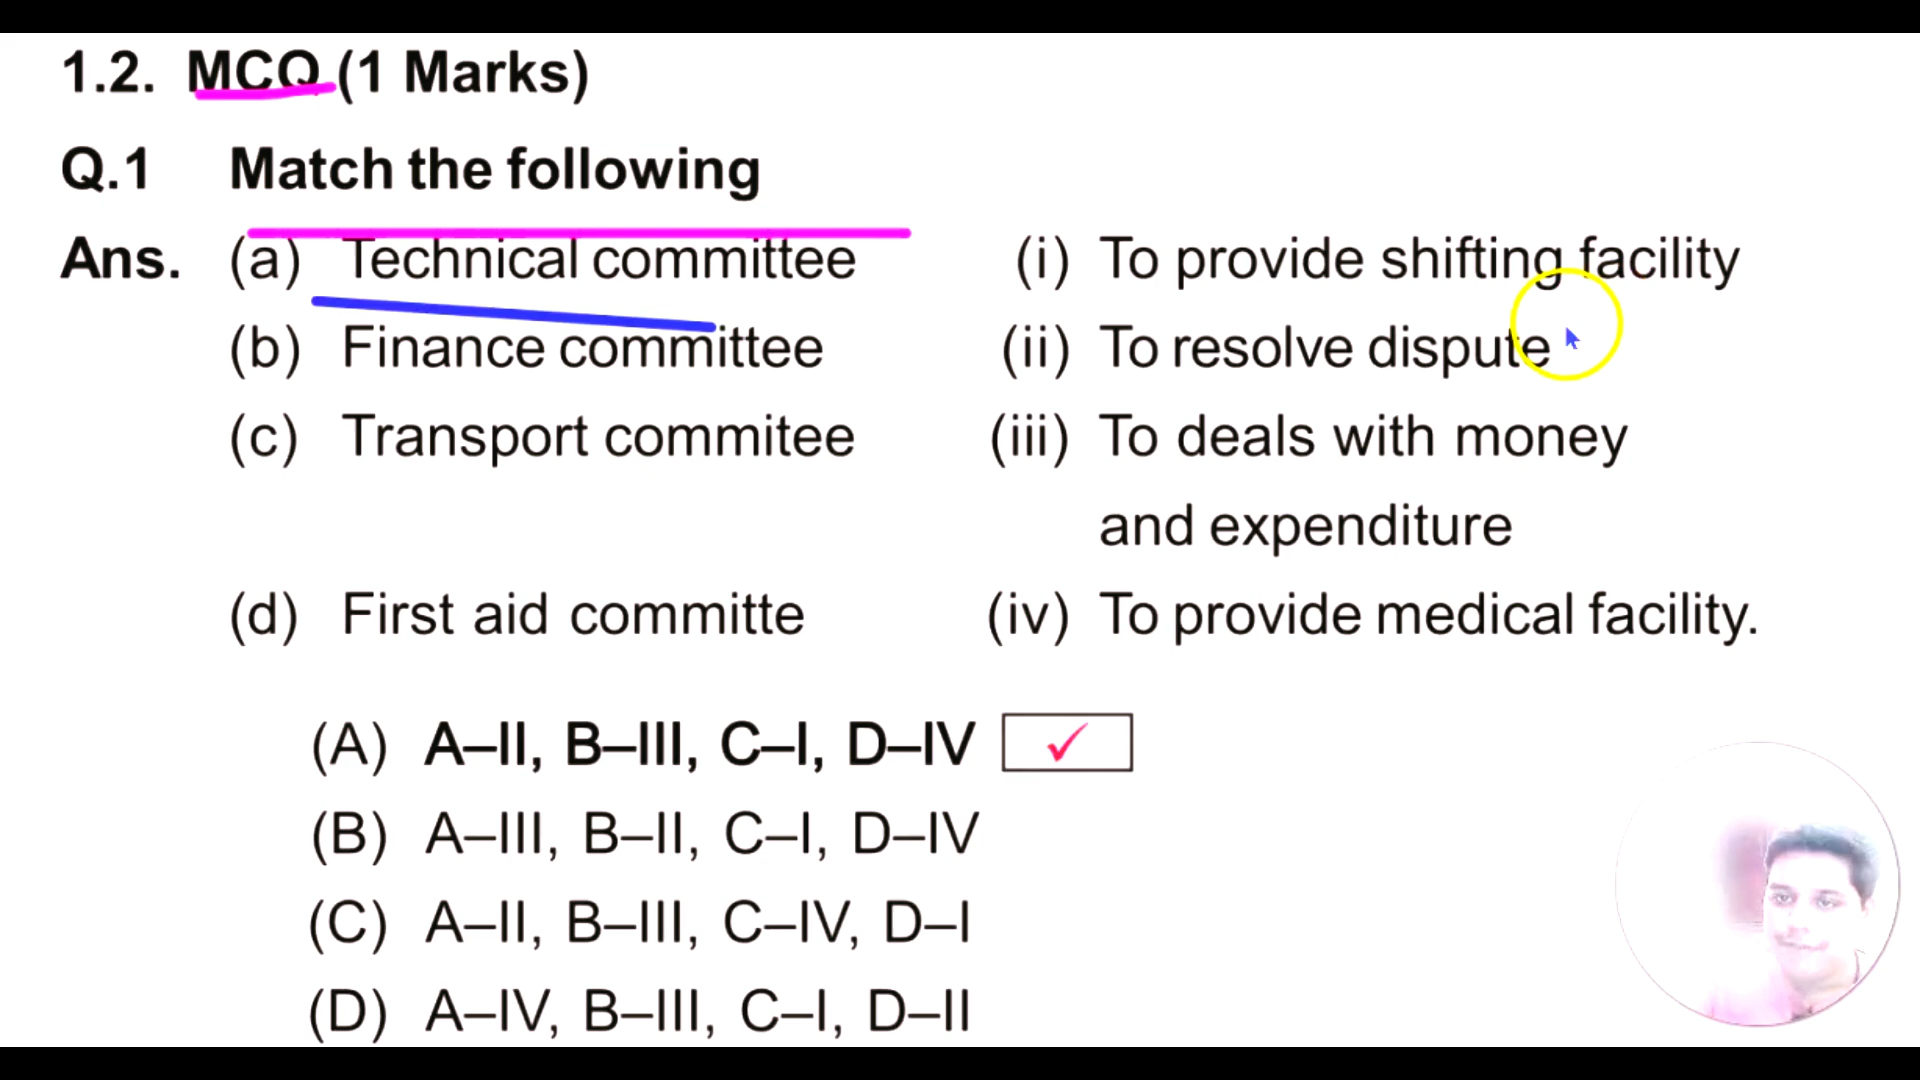 1.2. MCQ (1 Marks)
Q.1 Match the following
Ans. (a) Technical committee (i) To provide shifting facility
(b) Finance committee (ii) To resolve dispute
(c) Transport commitee (iii) To deals with money
and expenditure
(d) First aid committe (iv) To provide medical facility.
(A) A–II, B–III, C–I, D–IV ✓
(B) A–III, B–II, C–I, D–IV
(C) A–II, B–III, C–IV, D–I
(D) A–IV, B–III, C–I, D–II